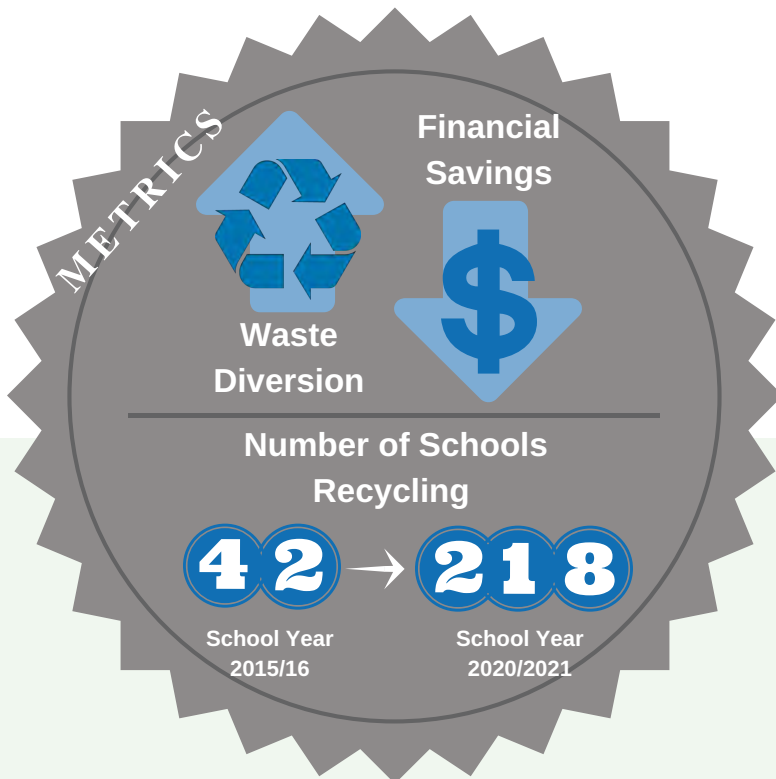 METRICS
Financial
Savings
$
Waste
Diversion
Number of Schools
Recycling
42 → 218
School Year
2015/16
School Year
2020/2021